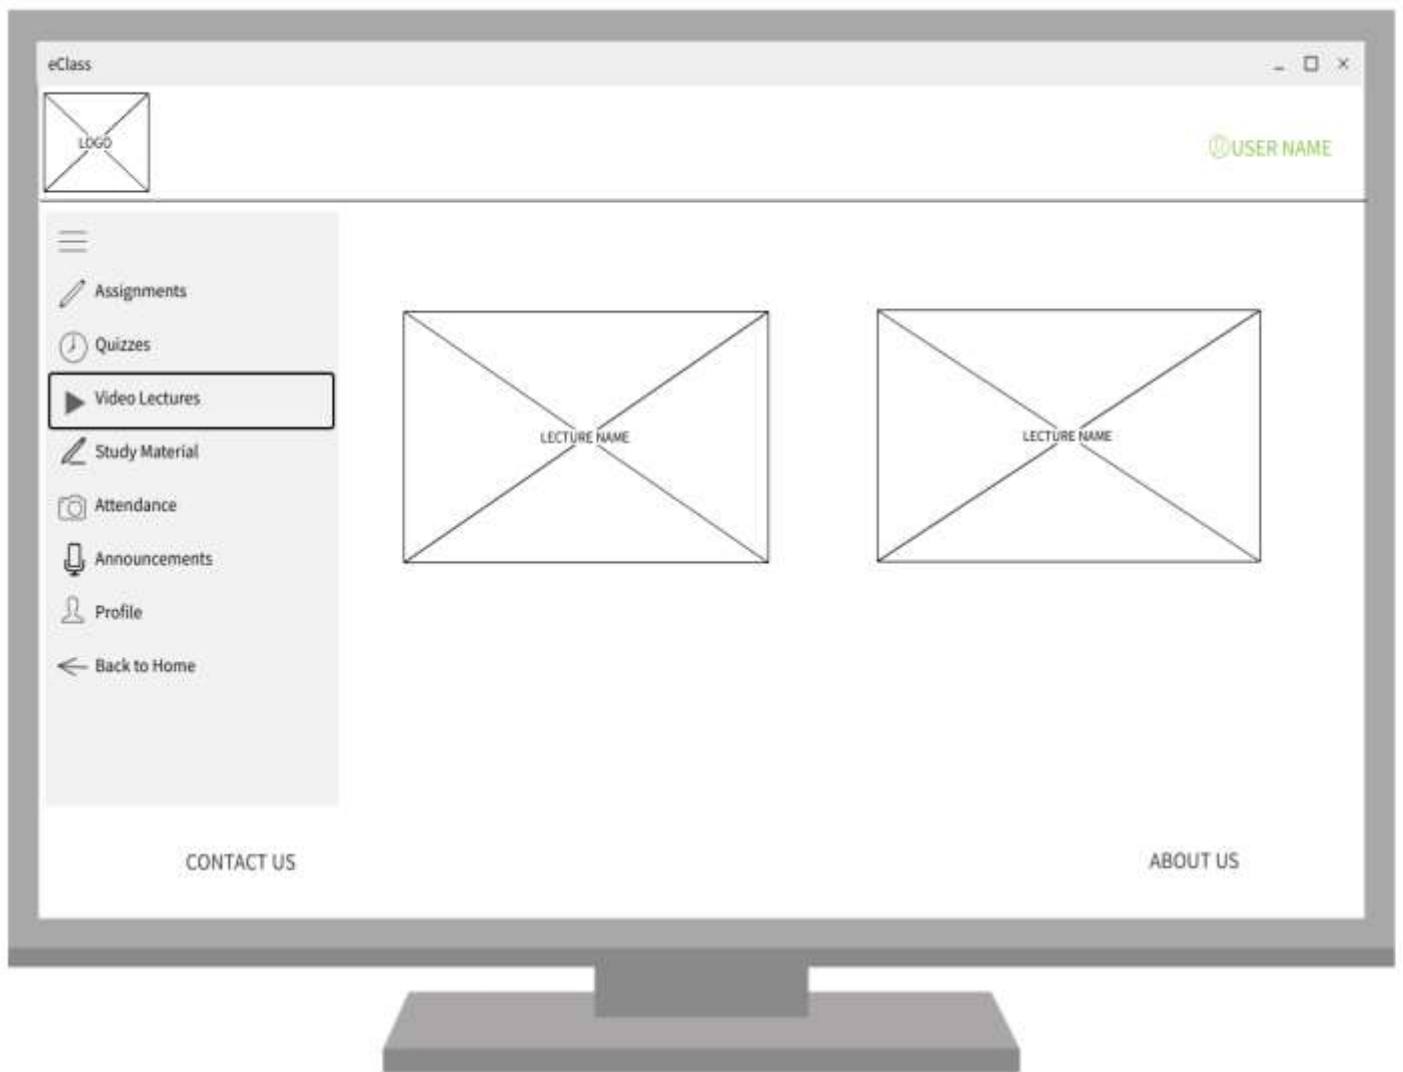 eClass
LOGO
USER NAME
Assignments
Quizzes
Video Lectures
Study Material
Attendance
Announcements
Profile
Back to Home
LECTURE NAME
LECTURE NAME
CONTACT US
ABOUT US